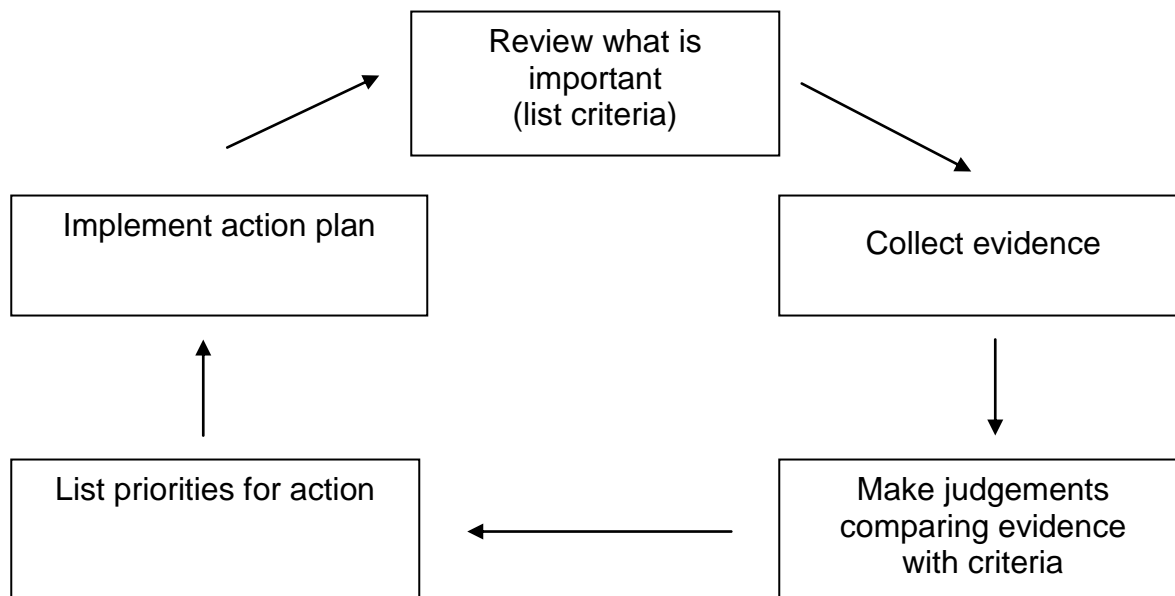 Review what is
important
(list criteria)
Implement action plan
Collect evidence
List priorities for action
Make judgements
comparing evidence
with criteria